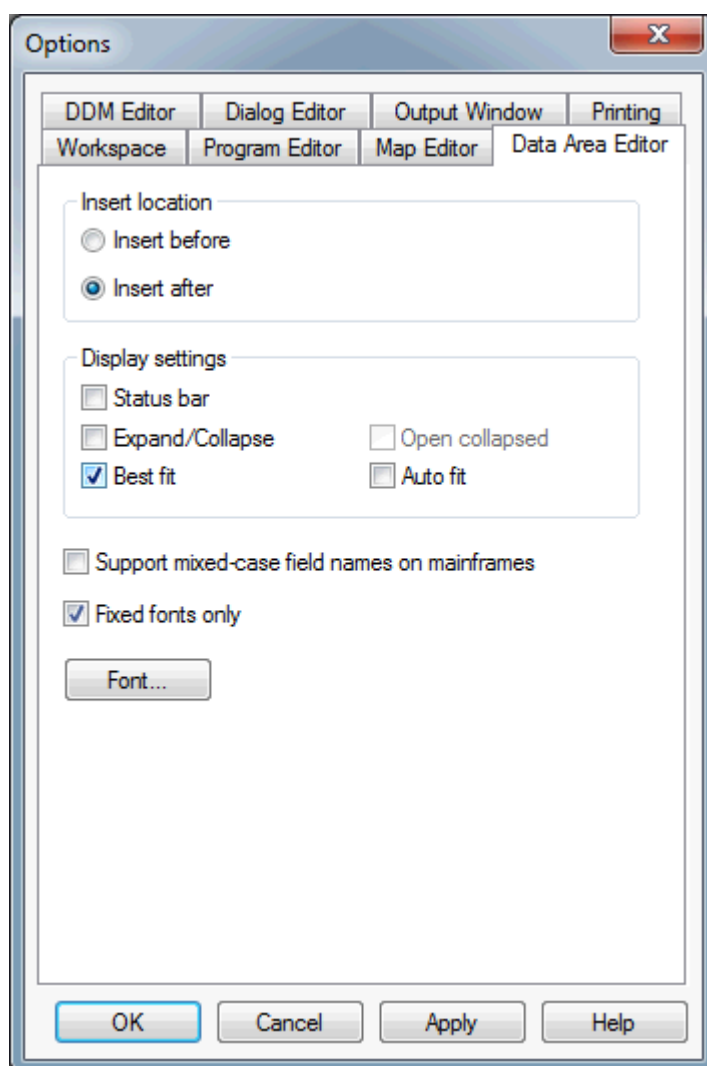 Options
DDM Editor Dialog Editor Output Window Printing
Workspace Program Editor Map Editor Data Area Editor
Insert location
Insert before
Insert after
Display settings
Status bar
Expand/Collapse Open collapsed
Best fit Auto fit
Support mixed-case field names on mainframes
Fixed fonts only
Font...
OK Cancel Apply Help